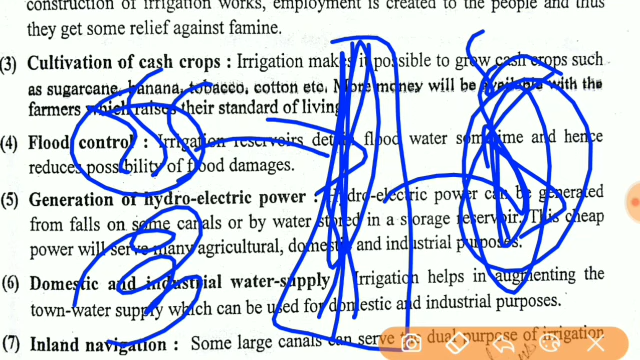 construction of irrigation works, employment is created to the people and thus
they get some relief against famine.
(3) Cultivation of cash crops : Irrigation makes it possible to grow cash crops such
as sugarcane, banana, tobacco, cotton etc. More money will be available with the
farmers which raises their standard of living
(4) Flood control : Irrigation reservoirs detain flood water sometime and hence
reduces possibility of flood damages.
(5) Generation of hydro-electric power : Hydro-electric power can be generated
from falls on some canals or by water stored in a storage reservoir. This cheap
power will serve many agricultural, domestic and industrial purposes.
(6) Domestic and industrial water-supply Irrigation helps in augmenting the
town-water supply which can be used for domestic and industrial purposes.
(7) Inland navigation : Some large canals can serve the dual purpose of irrigation